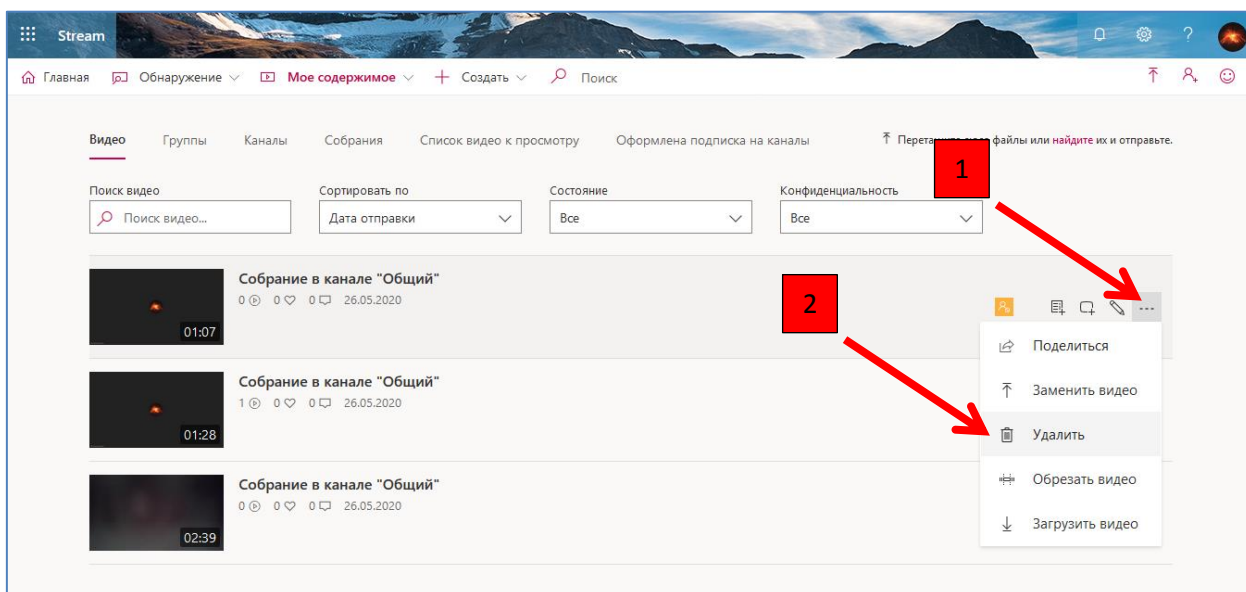 Stream
?
Главная Обнаружение Мое содержимое Создать Поиск
Видео Группы Каналы Собрания Список видео к просмотру Оформлена подписка на каналы файлы или найдите их и отправьте.
1
Поиск видео Сортировать по Состояние Конфиденциальность
Поиск видео... Дата отправки Все Все
Собрание в канале "Общий"
0 0 0 26.05.2020
01:07
2
Поделиться
Заменить видео
Удалить
Обрезать видео
Загрузить видео
Собрание в канале "Общий"
1 0 0 26.05.2020
01:28
Собрание в канале "Общий"
0 0 0 26.05.2020
02:39